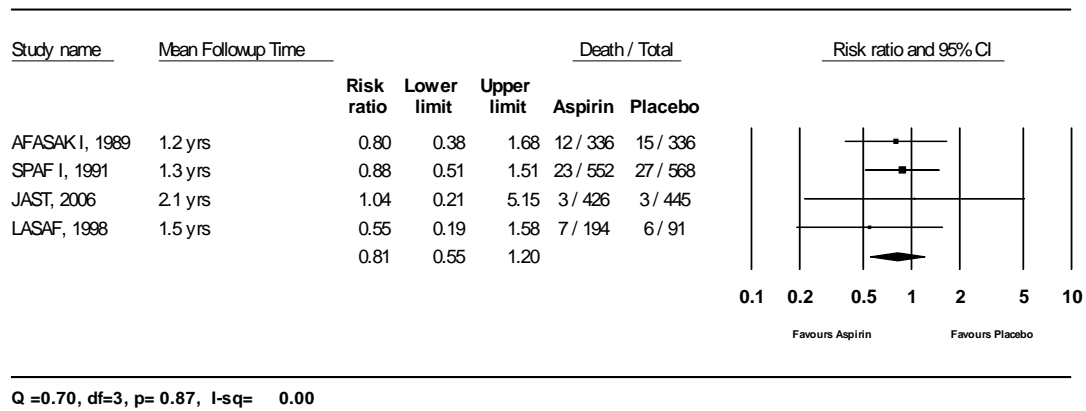 Study name Mean Followup Time Death / Total Risk ratio and 95% CI
Risk Lower Upper
ratio limit limit Aspirin Placebo
AFASAK I, 1989 1.2 yrs 0.80 0.38 1.68 12 / 336 15 / 336
SPAF I, 1991 1.3 yrs 0.88 0.51 1.51 23 / 552 27 / 568
JAST, 2006 2.1 yrs 1.04 0.21 5.15 3 / 426 3 / 445
LASAF, 1998 1.5 yrs 0.55 0.19 1.58 7 / 194 6 / 91
0.81 0.55 1.20
0.1 0.2 0.5 1 2 5 10
Favours Aspirin Favours Placebo
Q =0.70, df=3, p= 0.87, I-sq= 0.00